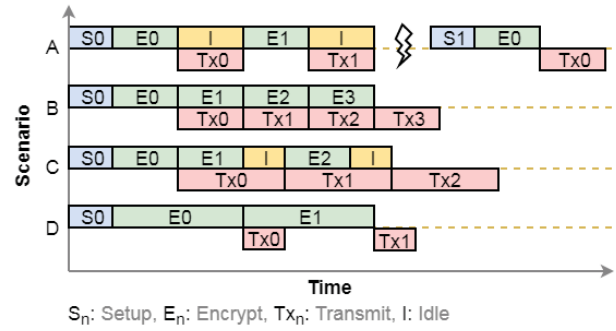 A S0 E0 I E1 I S1 E0
Tx0 Tx1 Tx0
B S0 E0 E1 E2 E3
Tx0 Tx1 Tx2 Tx3
C S0 E0 E1 I E2 I
Tx0 Tx1 Tx2
D S0 E0 E1
Tx0 Tx1
Scenario
Time
Sn: Setup, En: Encrypt, Txn: Transmit, I: Idle